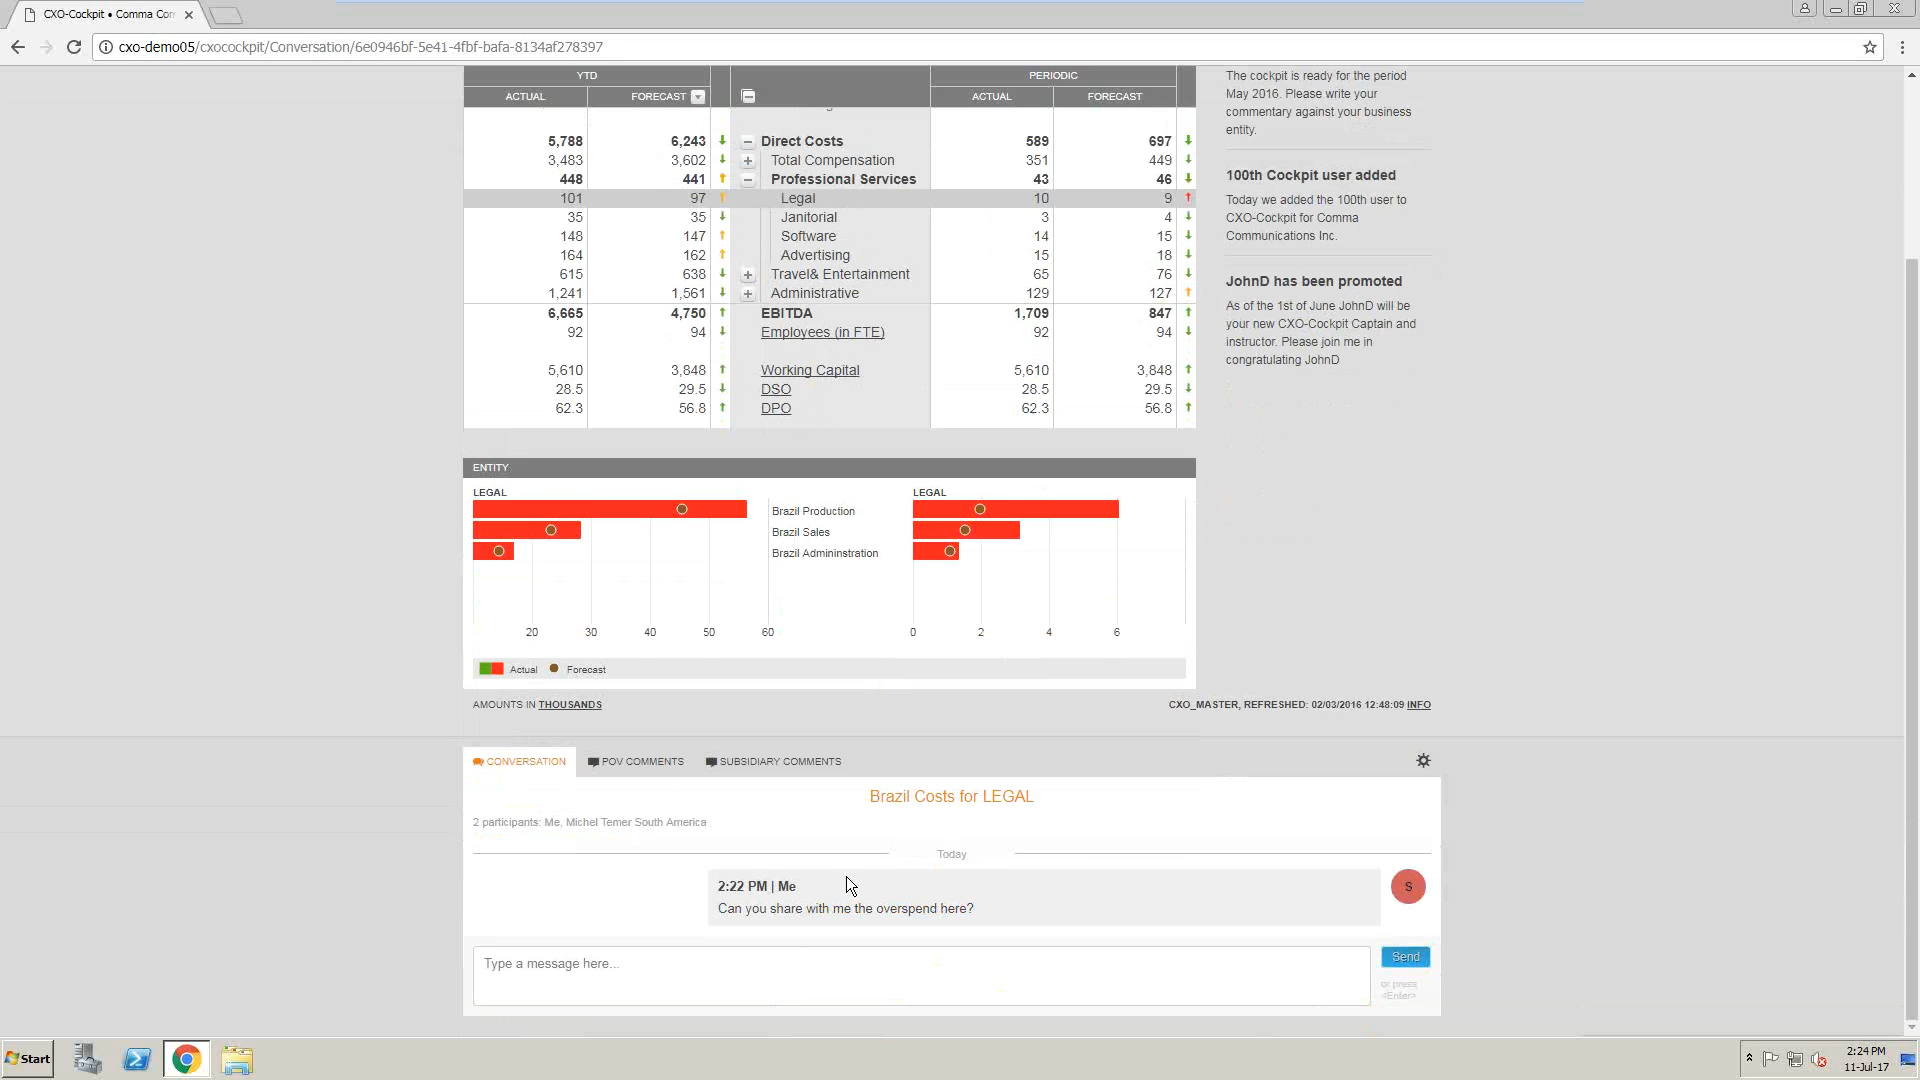 CXO-Cockpit • Comma Com
cxo-demo05/cxocockpit/Conversation/6e0946bf-5e41-4fbf-bafa-8134af278397
YTD PERIODIC
ACTUAL FORECAST ACTUAL FORECAST
5,788 6,243 Direct Costs 589 697
3,483 3,602 Total Compensation 351 449
448 441 Professional Services 43 46
101 97 Legal 10 9
35 35 Janitorial 3 4
148 147 Software 14 15
164 162 Advertising 15 18
615 638 Travel& Entertainment 65 76
1,241 1,561 Administrative 129 127
6,665 4,750 EBITDA 1,709 847
92 94 Employees (in FTE) 92 94
5,610 3,848 Working Capital 5,610 3,848
28.5 29.5 DSO 28.5 29.5
62.3 56.8 DPO 62.3 56.8
The cockpit is ready for the period
May 2016. Please write your
commentary against your business
entity.
100th Cockpit user added
Today we added the 100th user to
CXO-Cockpit for Comma
Communications Inc.
JohnD has been promoted
As of the 1st of June JohnD will be
your new CXO-Cockpit Captain and
instructor. Please join me in
congratulating JohnD
ENTITY
LEGAL LEGAL
Brazil Production
Brazil Sales
Brazil Admininstration
20 30 40 50 60 0 2 4 6
Actual Forecast
AMOUNTS IN THOUSANDS CXO_MASTER, REFRESHED: 02/03/2016 12:48:09 INFO
CONVERSATION POV COMMENTS SUBSIDIARY COMMENTS
Brazil Costs for LEGAL
2 participants: Me, Michel Temer South America
Today
2:22 PM | Me
S
Can you share with me the overspend here?
Type a message here...
Send
or press
<Enter>
Start
2:24 PM
11-Jul-17